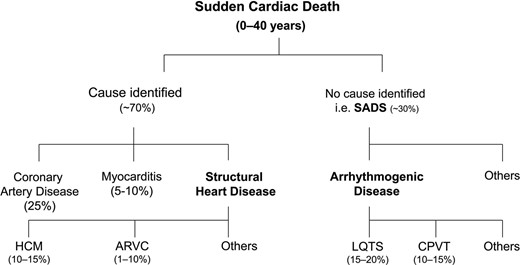 Sudden Cardiac Death
(0–40 years)
Cause identified
(~70%)
No cause identified
i.e. SADS (~30%)
Coronary
Artery Disease
(25%)
Myocarditis
(5-10%)
Structural
Heart Disease
Arrhythmogenic
Disease
Others
HCM
(10–15%)
ARVC
(1–10%)
Others
LQTS
(15–20%)
CPVT
(10–15%)
Others